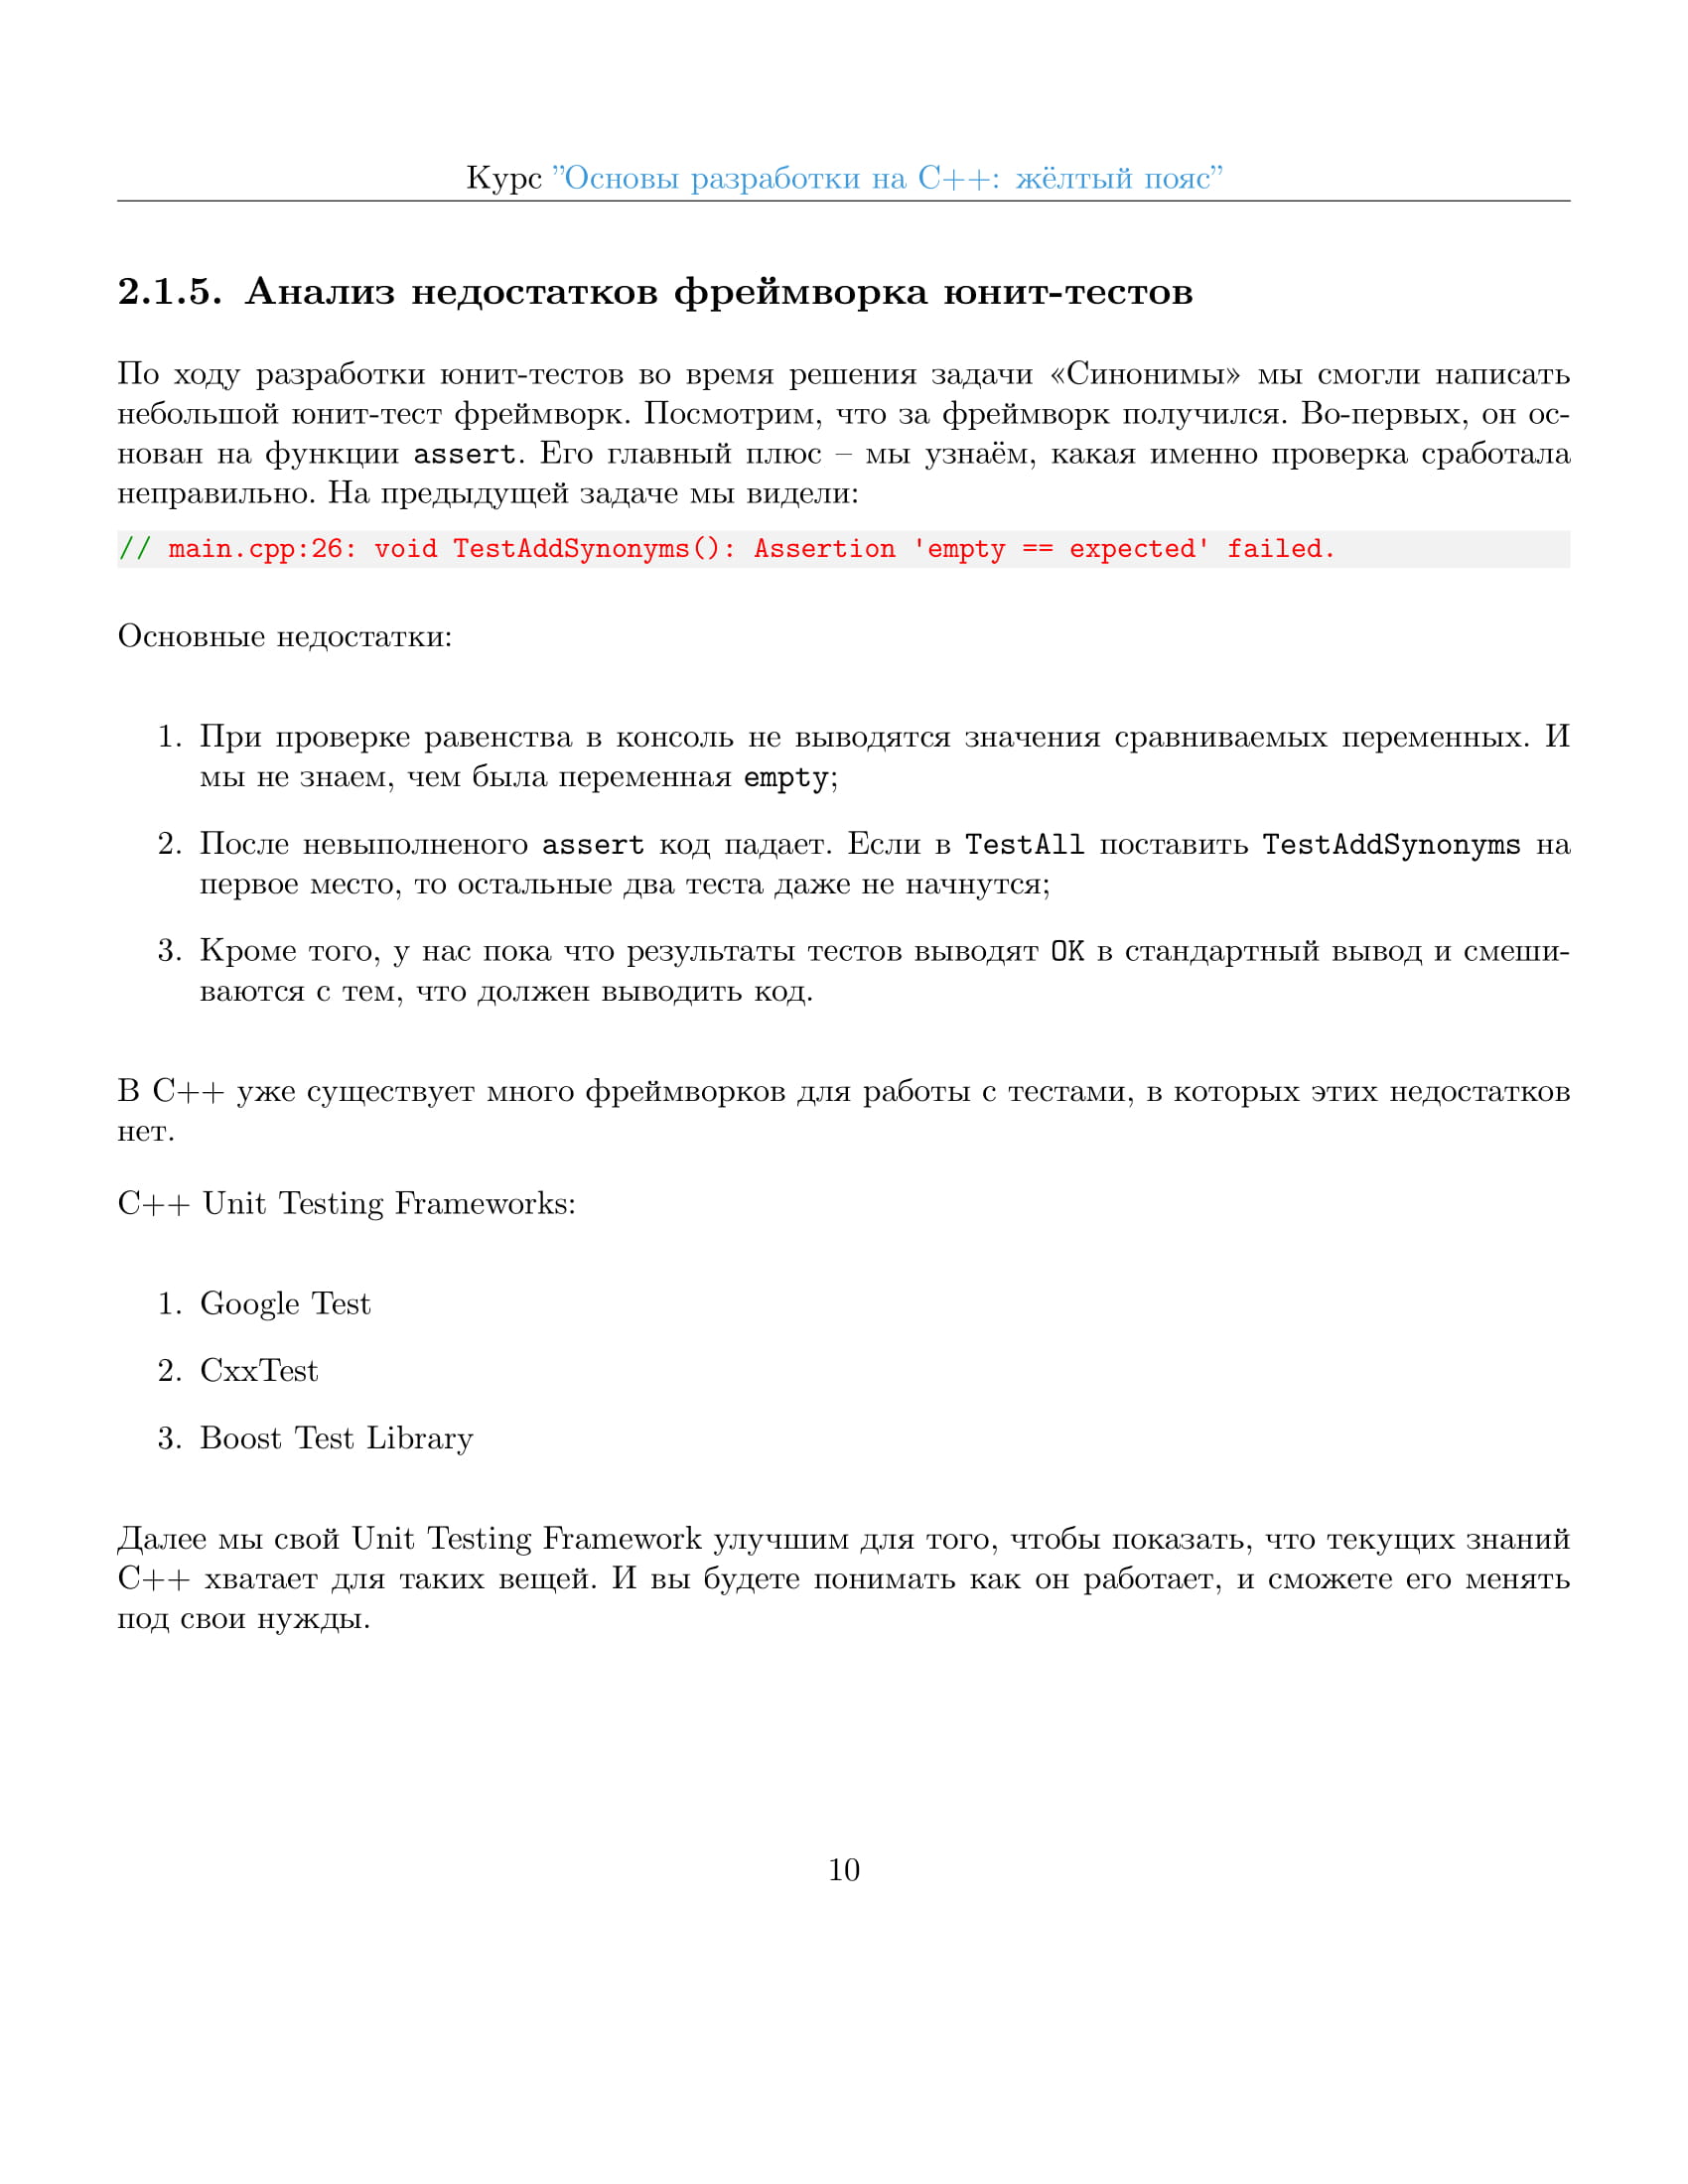 Курс ”Основы разработки на C++: жёлтый пояс”
2.1.5. Анализ недостатков фреймворка юнит-тестов
По ходу разработки юнит-тестов во время решения задачи «Синонимы» мы смогли написать
небольшой юнит-тест фреймворк. Посмотрим, что за фреймворк получился. Во-первых, он ос-
нован на функции assert. Его главный плюс – мы узнаём, какая именно проверка сработала
неправильно. На предыдущей задаче мы видели:
// main.cpp:26: void TestAddSynonyms(): Assertion 'empty == expected' failed.
Основные недостатки:
1. При проверке равенства в консоль не выводятся значения сравниваемых переменных. И
мы не знаем, чем была переменная empty;
2. После невыполненого assert код падает. Если в TestAll поставить TestAddSynonyms на
первое место, то остальные два теста даже не начнутся;
3. Кроме того, у нас пока что результаты тестов выводят OK в стандартный вывод и смеши-
ваются с тем, что должен выводить код.
В C++ уже существует много фреймворков для работы с тестами, в которых этих недостатков
нет.
C++ Unit Testing Frameworks:
1. Google Test
2. CxxTest
3. Boost Test Library
Далее мы свой Unit Testing Framework улучшим для того, чтобы показать, что текущих знаний
C++ хватает для таких вещей. И вы будете понимать как он работает, и сможете его менять
под свои нужды.
10